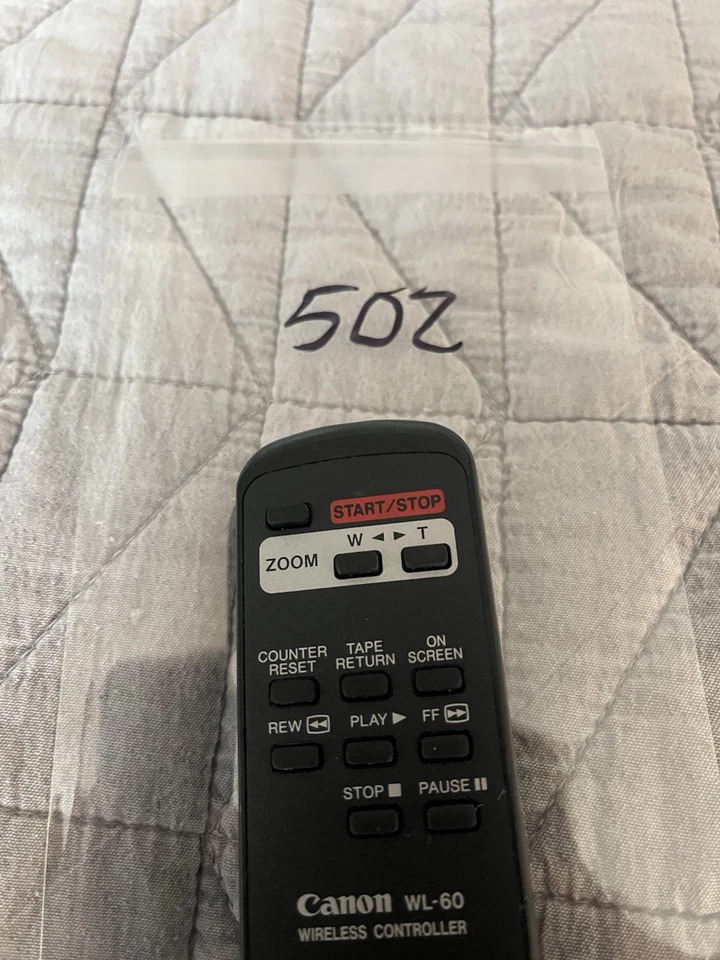 502
START/STOP
W ◄ ► T
ZOOM
COUNTER RESET TAPE RETURN ON SCREEN
REW ◄◄ PLAY ► FF ►►
STOP ■ PAUSE ❚❚
Canon WL-60
WIRELESS CONTROLLER